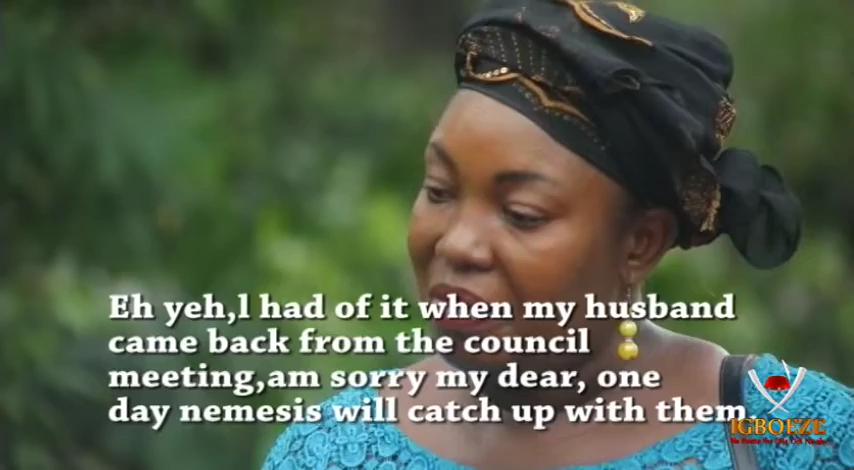 Eh yeh,l had of it when my husband
came back from the council
meeting,am sorry my dear, one
day nemesis will catch up with them.
IGBOEZE